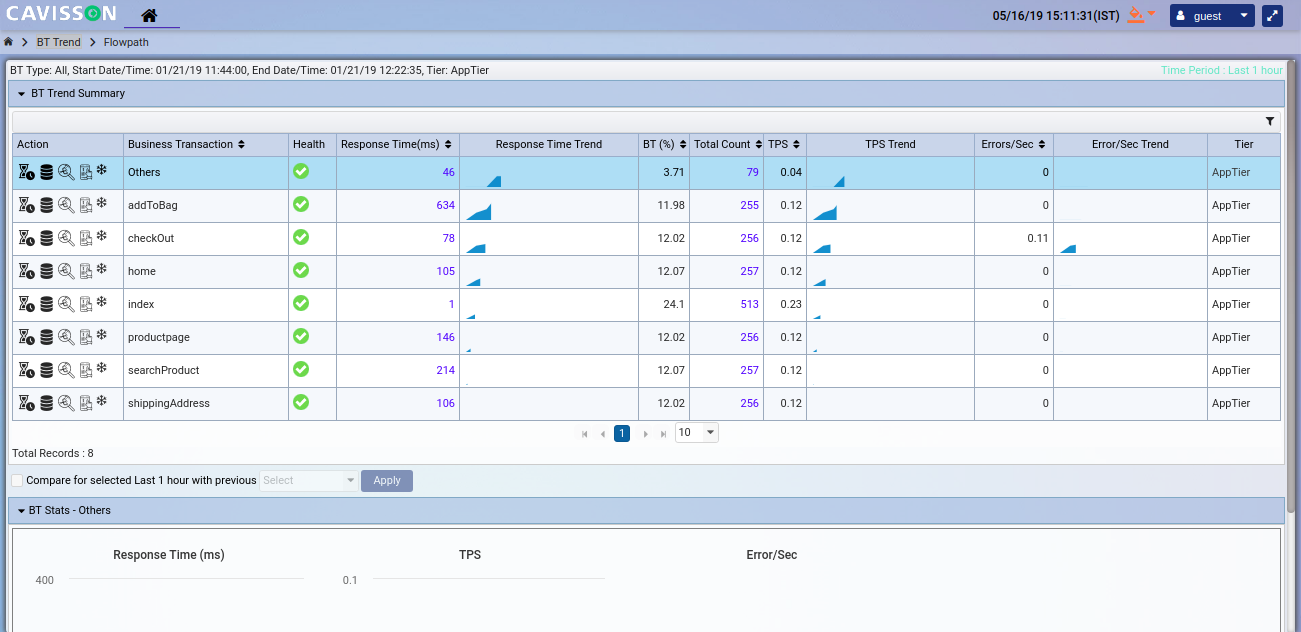 CAVISSON
05/16/19 15:11:31(IST)
guest
BT Trend
Flowpath
BT Type: All, Start Date/Time: 01/21/19 11:44:00, End Date/Time: 01/21/19 12:22:35, Tier: AppTier
Time Period : Last 1 hour
BT Trend Summary
Action Business Transaction Health Response Time(ms) Response Time Trend BT (%) Total Count TPS TPS Trend Errors/Sec Error/Sec Trend Tier
Others 46 3.71 79 0.04 0 AppTier
addToBag 634 11.98 255 0.12 0 AppTier
checkOut 78 12.02 256 0.12 0.11 AppTier
home 105 12.07 257 0.12 0 AppTier
index 1 24.1 513 0.23 0 AppTier
productpage 146 12.02 256 0.12 0 AppTier
searchProduct 214 12.07 257 0.12 0 AppTier
shippingAddress 106 12.02 256 0.12 0 AppTier
1 10
Total Records : 8
Compare for selected Last 1 hour with previous Select Apply
BT Stats - Others
Response Time (ms) TPS Error/Sec
400 0.1